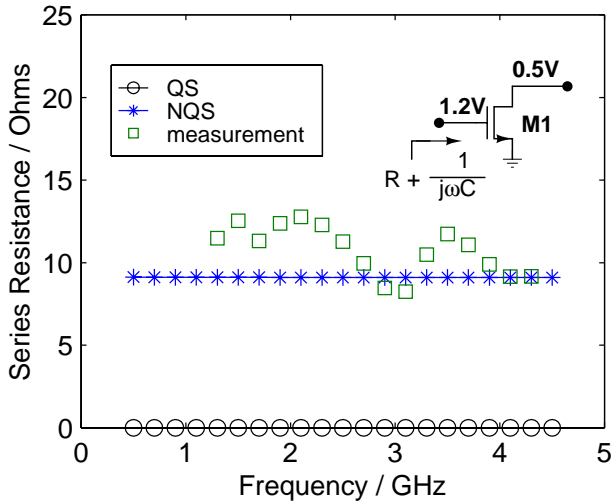 25
20
15
10
5
0
Series Resistance / Ohms
QS
NQS
measurement
0.5V
1.2V
M1
R + 1
jωC
0
1
2
3
4
5
Frequency / GHz